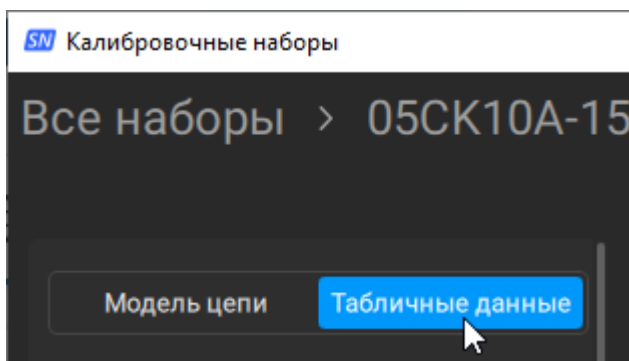 SN Калибровочные наборы
Все наборы > 05CK10A-15
Модель цепи Табличные данные